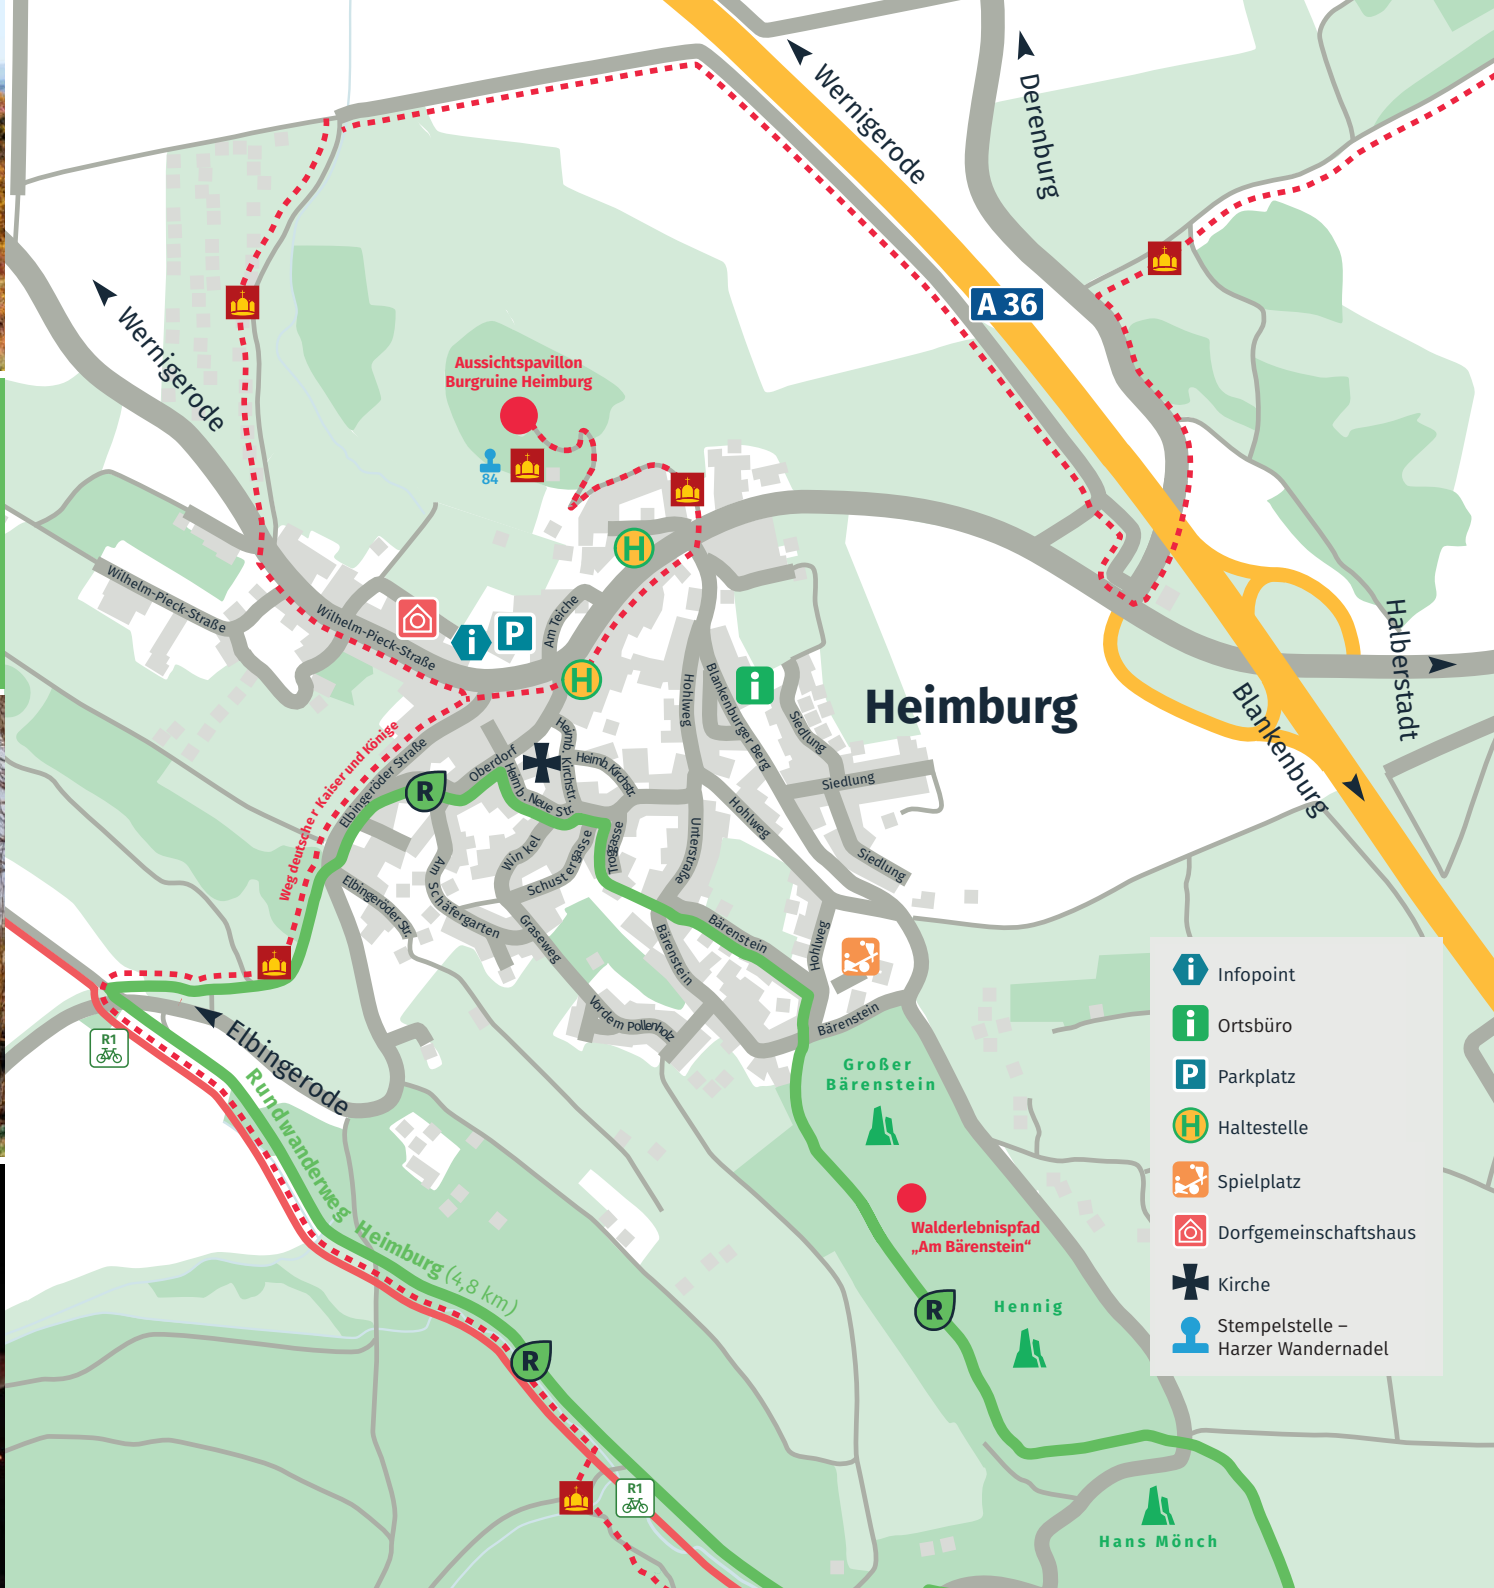 Wernigerode
Derenburg
A 36
Wernigerode
Aussichtspavillon
Burgruine Heimburg
84
H
Wilhelm-Pieck-Straße
Wilhelm-Pieck-Straße
i
P
Am Teiche
H
Halberstadt
Blankenburg
Heimburg
i
Hohlweg
Blankenburger Berg
Siedlung
Siedlung
Siedlung
Weg deutscher Kaiser und Könige
Elbingeröder Straße
R
Oberdorf
Heimb. Kirchstr.
Heimb. Kirchstr.
Heimb. Neue Str.
Hohlweg
Winkel
Schustergasse
Troggasse
Unterstraße
Am Schäfergarten
Elbingeröder Str.
Graseweg
Bärenstein
Bärenstein
Hohlweg
Vor dem Pollenholz
Bärenstein
R1
Elbingerode
Rundwanderweg Heimburg (4,8 km)
Großer
Bärenstein
Walderlebnispfad
„Am Bärenstein“
R
Hennig
R
R1
Hans Mönch
i Infopoint
i Ortsbüro
P Parkplatz
H Haltestelle
Spielplatz
Dorfgemeinschaftshaus
Kirche
Stempelstelle –
Harzer Wandernadel